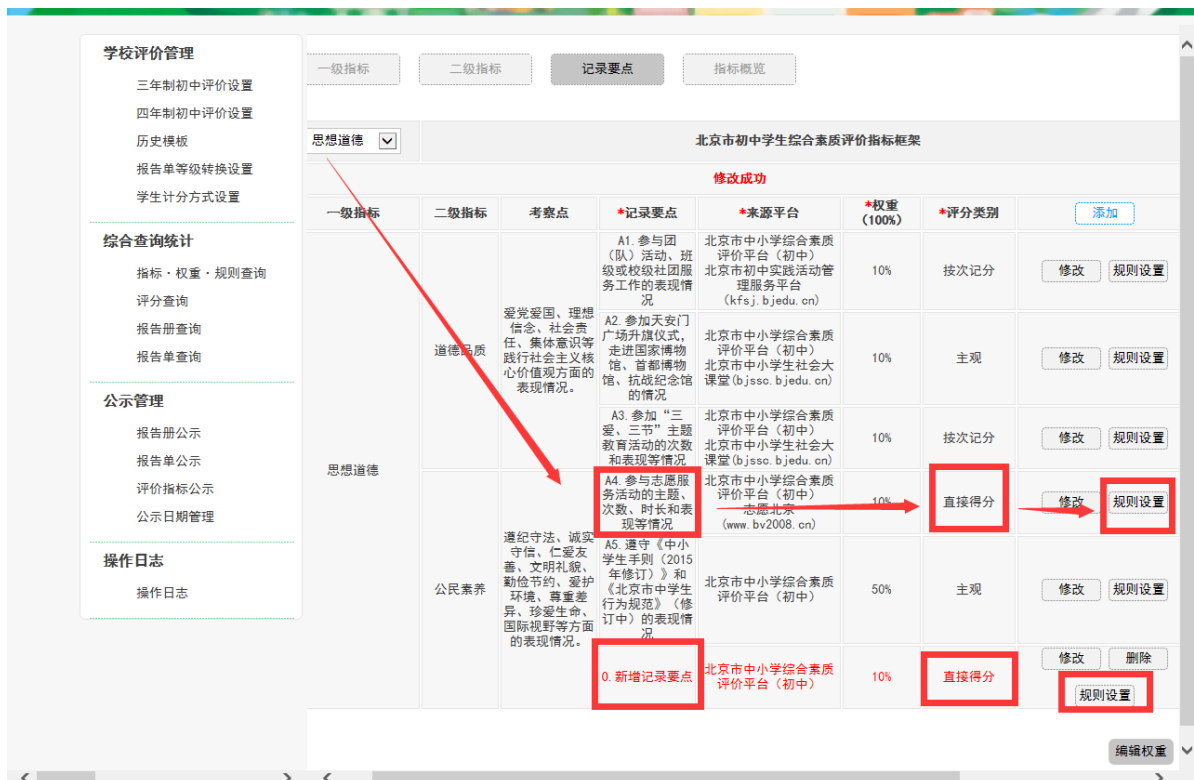 学校评价管理
三年制初中评价设置
四年制初中评价设置
历史模板
报告单等级转换设置
学生计分方式设置
综合查询统计
指标·权重·规则查询
评分查询
报告册查询
报告单查询
公示管理
报告册公示
报告单公示
评价指标公示
公示日期管理
操作日志
操作日志
一级指标
二级指标
记录要点
指标概览
思想道德
北京市初中学生综合素质评价指标框架
修改成功
一级指标
二级指标
考察点
*记录要点
*来源平台
*权重
(100%)
*评分类别
添加
思想道德
道德品质
爱党爱国、理想
信念、社会责
任、集体意识等
践行社会主义核
心价值观方面的
表现情况。
A1.参与团
（队）活动、班
级或校级社团服
务工作的表现情
况
北京市中小学综合素质
评价平台（初中）
北京市初中实践活动管
理服务平台
(kfsj.bjedu.cn)
10%
按次记分
修改
规则设置
A2.参加天安门
广场升旗仪式，
走进国家博物
馆、首都博物
馆、抗战纪念馆
的情况
北京市中小学综合素质
评价平台（初中）
北京市中小学生社会大
课堂(bjssc.bjedu.cn)
10%
主观
修改
规则设置
A3.参加“三
爱、三节”主题
教育活动的次数
和表现等情况
北京市中小学综合素质
评价平台（初中）
北京市中小学生社会大
课堂(bjssc.bjedu.cn)
10%
按次记分
修改
规则设置
公民素养
遵纪守法、诚实
守信、仁爱友
善、文明礼貌、
勤俭节约、爱护
环境、尊重差
异、珍爱生命、
国际视野等方面
的表现情况。
A4.参与志愿服
务活动的主题、
次数、时长和表
现等情况
北京市中小学综合素质
评价平台（初中）
志愿北京
(www.bv2008.cn)
10%
直接得分
修改
规则设置
A5.遵守《中小
学生手则（2015
年修订）》和
《北京市中学生
行为规范》（修
订中）的表现情
况
北京市中小学综合素质
评价平台（初中）
50%
主观
修改
规则设置
0.新增记录要点
北京市中小学综合素质
评价平台（初中）
10%
直接得分
修改
删除
规则设置
编辑权重